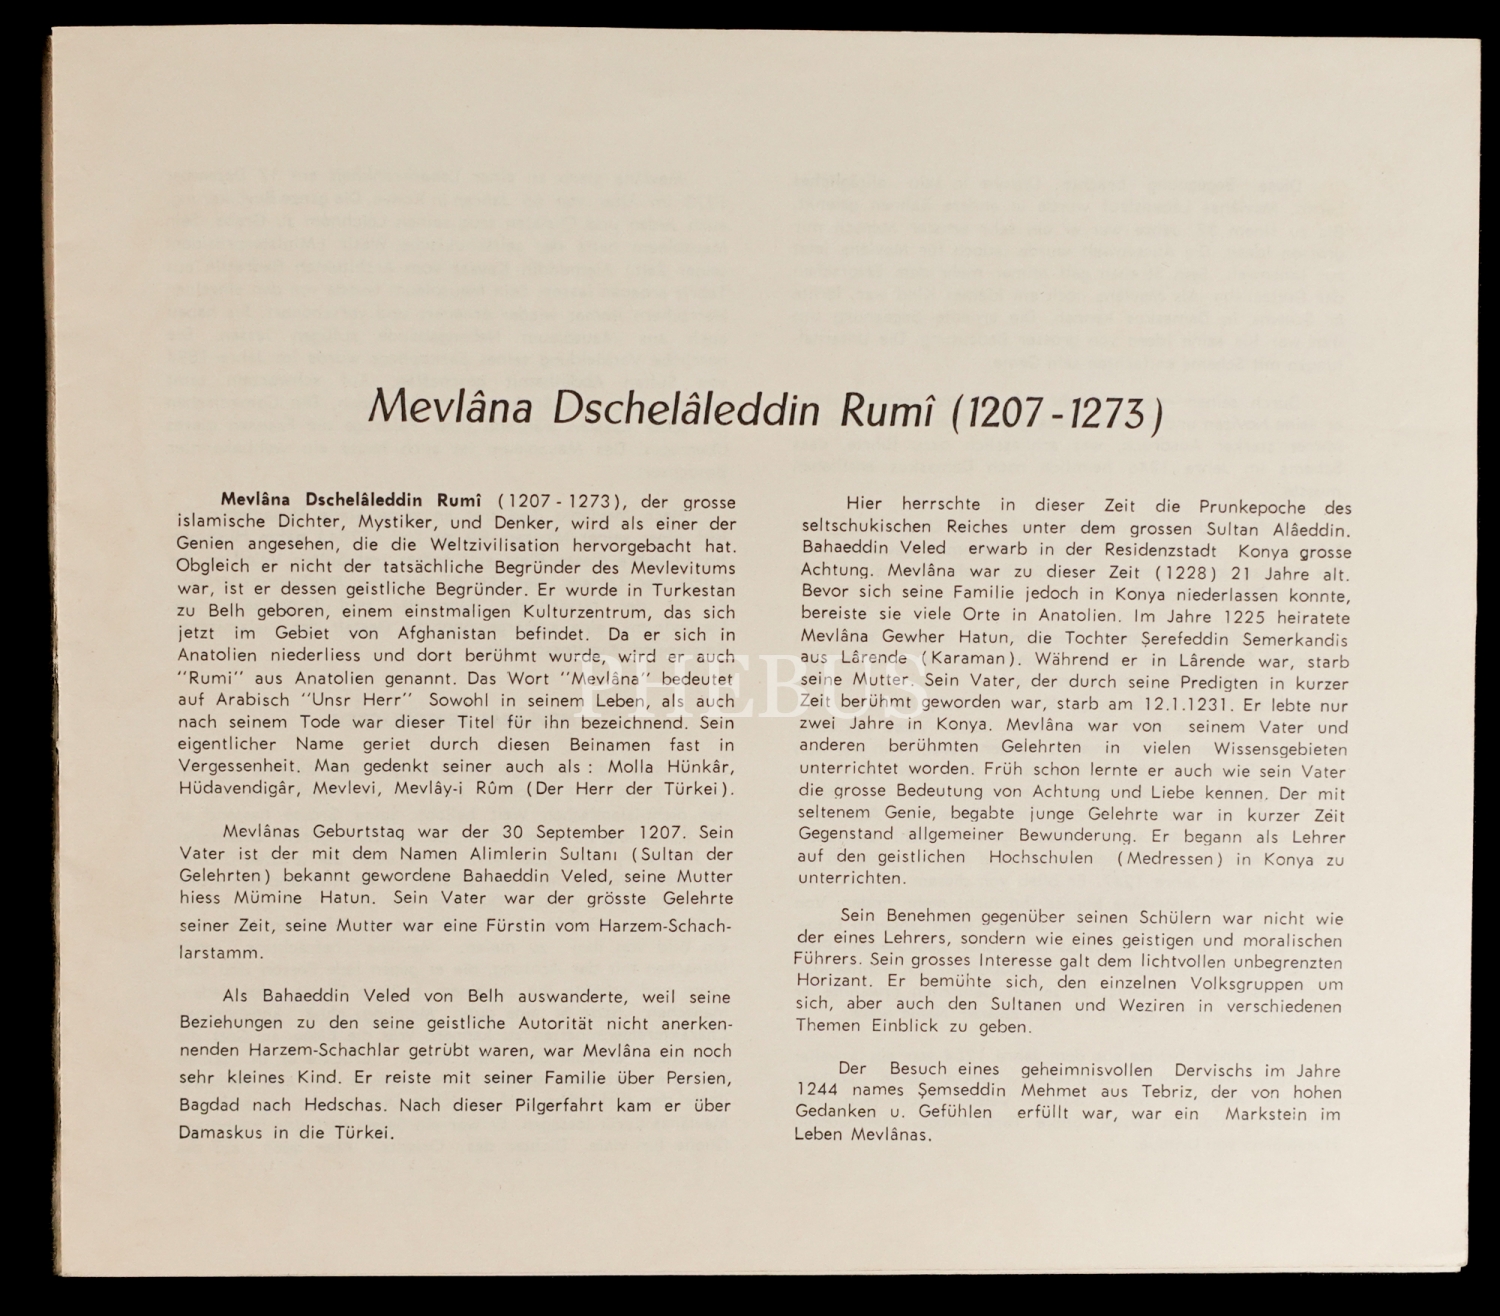 Mevlâna Dschelâleddin Rumî (1207-1273)
Mevlâna Dschelâleddin Rumî (1207-1273), der grosse
islamische Dichter, Mystiker, und Denker, wird als einer der
Genien angesehen, die die Weltzivilisation hervorgebacht hat.
Obgleich er nicht der tatsächliche Begründer des Mevlevitums
war, ist er dessen geistliche Begründer. Er wurde in Turkestan
zu Belh geboren, einem einstmaligen Kulturzentrum, das sich
jetzt im Gebiet von Afghanistan befindet. Da er sich in
Anatolien niederliess und dort berühmt wurde, wird er auch
"Rumi" aus Anatolien genannt. Das Wort "Mevlâna" bedeutet
auf Arabisch "Unsr Herr" Sowohl in seinem Leben, als auch
nach seinem Tode war dieser Titel für ihn bezeichnend. Sein
eigentlicher Name geriet durch diesen Beinamen fast in
Vergessenheit. Man gedenkt seiner auch als : Molla Hünkâr,
Hüdavendigâr, Mevlevi, Mevlây-i Rûm (Der Herr der Türkei).
Mevlânas Geburtstag war der 30 September 1207. Sein
Vater ist der mit dem Namen Alimlerin Sultanı (Sultan der
Gelehrten) bekannt gewordene Bahaeddin Veled, seine Mutter
hiess Mümine Hatun. Sein Vater war der grösste Gelehrte
seiner Zeit, seine Mutter war eine Fürstin vom Harzem-Schach-
larstamm.
Als Bahaeddin Veled von Belh auswanderte, weil seine
Beziehungen zu den seine geistliche Autorität nicht anerken-
nenden Harzem-Schachlar getrübt waren, war Mevlâna ein noch
sehr kleines Kind. Er reiste mit seiner Familie über Persien,
Bagdad nach Hedschas. Nach dieser Pilgerfahrt kam er über
Damaskus in die Türkei.
Hier herrschte in dieser Zeit die Prunkepoche des
seltschukischen Reiches unter dem grossen Sultan Alâeddin.
Bahaeddin Veled erwarb in der Residenzstadt Konya grosse
Achtung. Mevlâna war zu dieser Zeit (1228) 21 Jahre alt.
Bevor sich seine Familie jedoch in Konya niederlassen konnte,
bereiste sie viele Orte in Anatolien. Im Jahre 1225 heiratete
Mevlâna Gewher Hatun, die Tochter Şerefeddin Semerkandis
aus Lârende (Karaman). Während er in Lârende war, starb
seine Mutter. Sein Vater, der durch seine Predigten in kurzer
Zeit berühmt geworden war, starb am 12.1.1231. Er lebte nur
zwei Jahre in Konya. Mevlâna war von seinem Vater und
anderen berühmten Gelehrten in vielen Wissensgebieten
unterrichtet worden. Früh schon lernte er auch wie sein Vater
die grosse Bedeutung von Achtung und Liebe kennen. Der mit
seltenem Genie, begabte junge Gelehrte war in kurzer Zeit
Gegenstand allgemeiner Bewunderung. Er begann als Lehrer
auf den geistlichen Hochschulen (Medressen) in Konya zu
unterrichten.
Sein Benehmen gegenüber seinen Schülern war nicht wie
der eines Lehrers, sondern wie eines geistigen und moralischen
Führers. Sein grosses Interesse galt dem lichtvollen unbegrenzten
Horizant. Er bemühte sich, den einzelnen Volksgruppen um
sich, aber auch den Sultanen und Weziren in verschiedenen
Themen Einblick zu geben.
Der Besuch eines geheimnisvollen Dervischs im Jahre
1244 names Şemseddin Mehmet aus Tebriz, der von hohen
Gedanken u. Gefühlen erfüllt war, war ein Markstein im
Leben Mevlânas.
PHEBUS